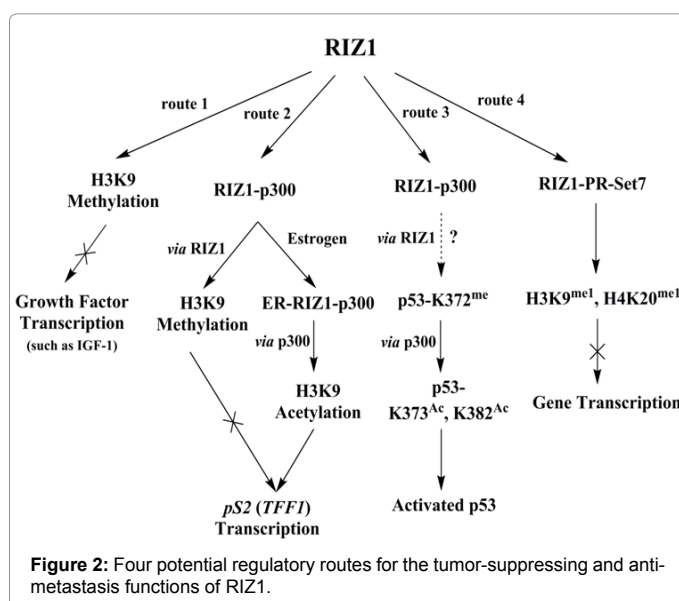 RIZ1
route 1
route 2
route 3
route 4
H3K9
Methylation
Growth Factor
Transcription
(such as IGF-1)
RIZ1-p300
via RIZ1
Estrogen
H3K9
Methylation
ER-RIZ1-p300
via p300
H3K9
Acetylation
pS2 (TFF1)
Transcription
RIZ1-p300
via RIZ1 ?
p53-K372me
via p300
p53-
K373Ac, K382Ac
Activated p53
RIZ1-PR-Set7
H3K9me1, H4K20me1
Gene Transcription
Figure 2: Four potential regulatory routes for the tumor-suppressing and anti-
metastasis functions of RIZ1.